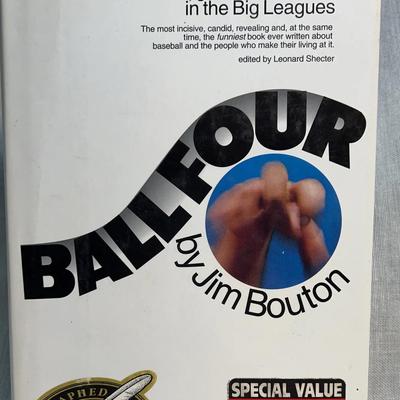 in the Big Leagues
The most incisive, candid, revealing and, at the same
time, the funniest book ever written about
baseball and the people who make their living at it.
edited by Leonard Shecter
BALL FOUR
by Jim Bouton
SPECIAL VALUE